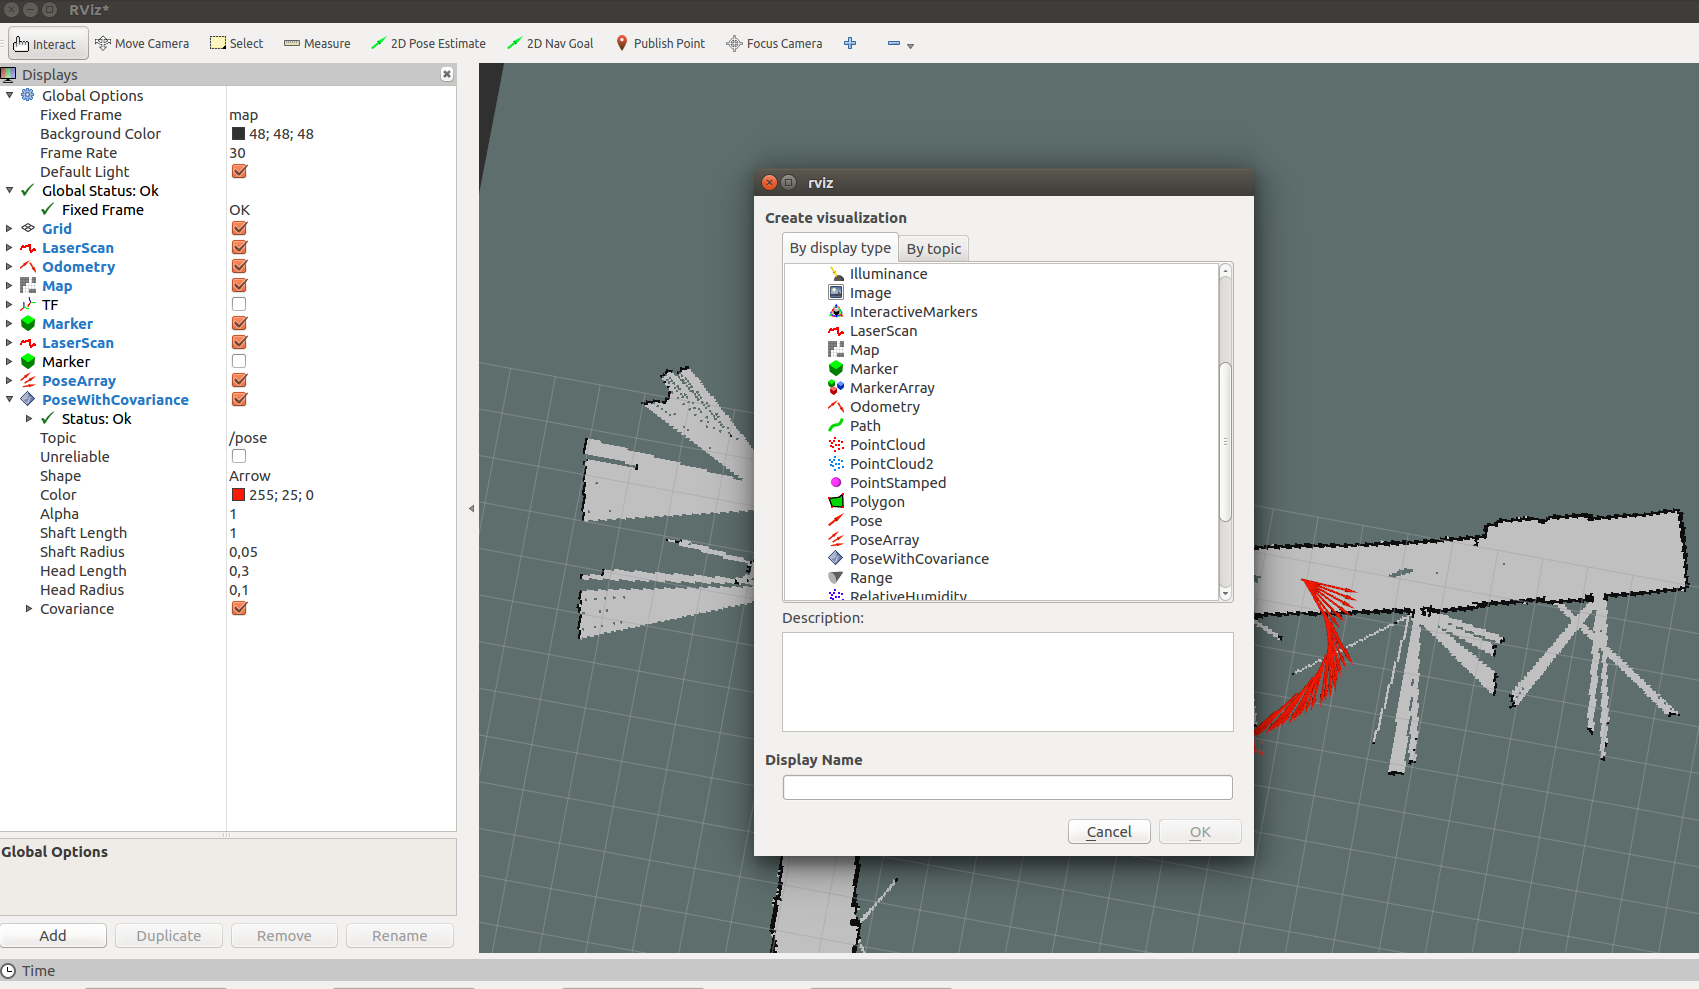 RViz*
Interact Move Camera Select Measure 2D Pose Estimate 2D Nav Goal Publish Point Focus Camera
Displays
Global Options
Fixed Frame map
Background Color 48; 48; 48
Frame Rate 30
Default Light
Global Status: Ok
Fixed Frame OK
Grid
LaserScan
Odometry
Map
TF
Marker
LaserScan
Marker
PoseArray
PoseWithCovariance
Status: Ok
Topic /pose
Unreliable
Shape Arrow
Color 255; 25; 0
Alpha 1
Shaft Length 1
Shaft Radius 0,05
Head Length 0,3
Head Radius 0,1
Covariance
Global Options
Add Duplicate Remove Rename
Time
rviz
Create visualization
By display type By topic
Illuminance
Image
InteractiveMarkers
LaserScan
Map
Marker
MarkerArray
Odometry
Path
PointCloud
PointCloud2
PointStamped
Polygon
Pose
PoseArray
PoseWithCovariance
Range
RelativeHumidity
Description:
Display Name
Cancel OK